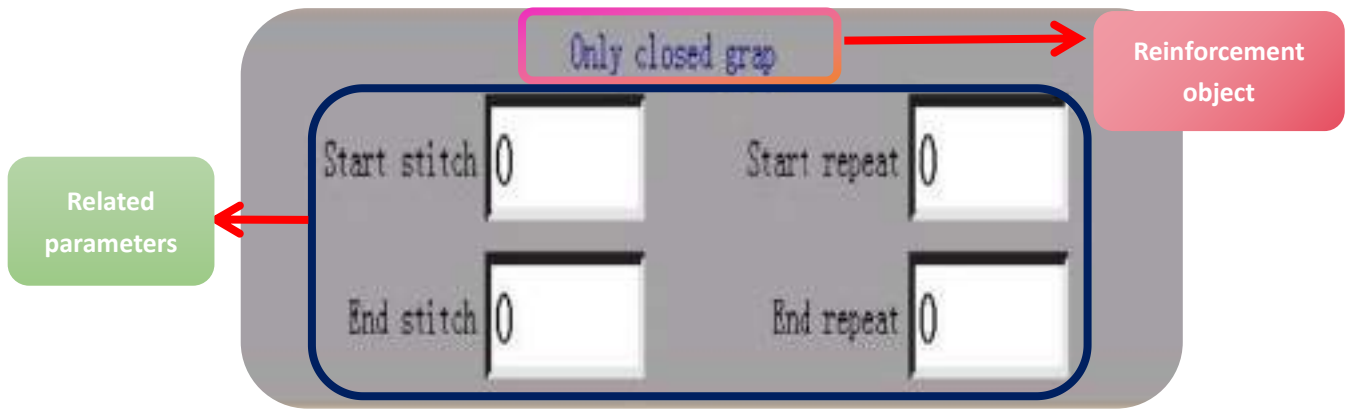 Only closed grap
Reinforcement
object
Start stitch 0
Start repeat 0
Related
parameters
End stitch 0
End repeat 0